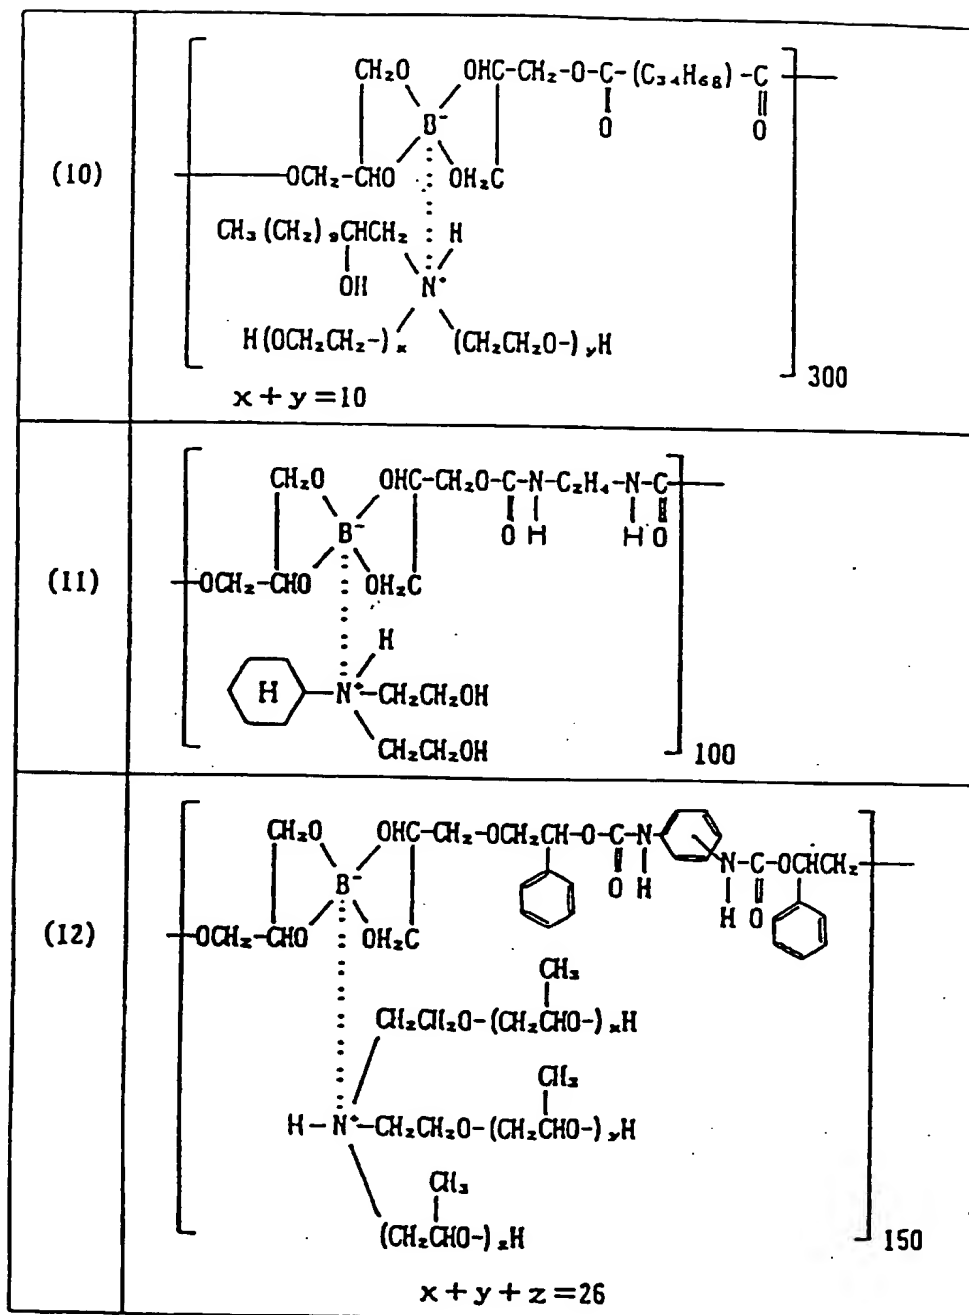 CH₂O OHC-CH₂-O-C-(C₃₄H₆₈)-C
O O
B⁻
(10)
OCH₂-CHO OH₂C
CH₃(CH₂)₉CHCH₂ H
OH N⁺
H(OCH₂CH₂-)x (CH₂CH₂O-)yH
300
x+y=10
CH₂O OHC-CH₂O-C-N-C₂H₄-N-C
O H H O
B⁻
(11)
OCH₂-CHO OH₂C
H
H N⁺-CH₂CH₂OH
CH₂CH₂OH
100
CH₂O OHC-CH₂-OCH₂CH-O-C-N
N-C-OCHCH₂
O H
H O
B⁻
(12)
OCH₂-CHO OH₂C
CH₃
CH₂CH₂O-(CH₂CHO-)xH
CH₃
H-N⁺-CH₂CH₂O-(CH₂CHO-)yH
CH₃
(CH₂CHO-)zH
150
x+y+z=26